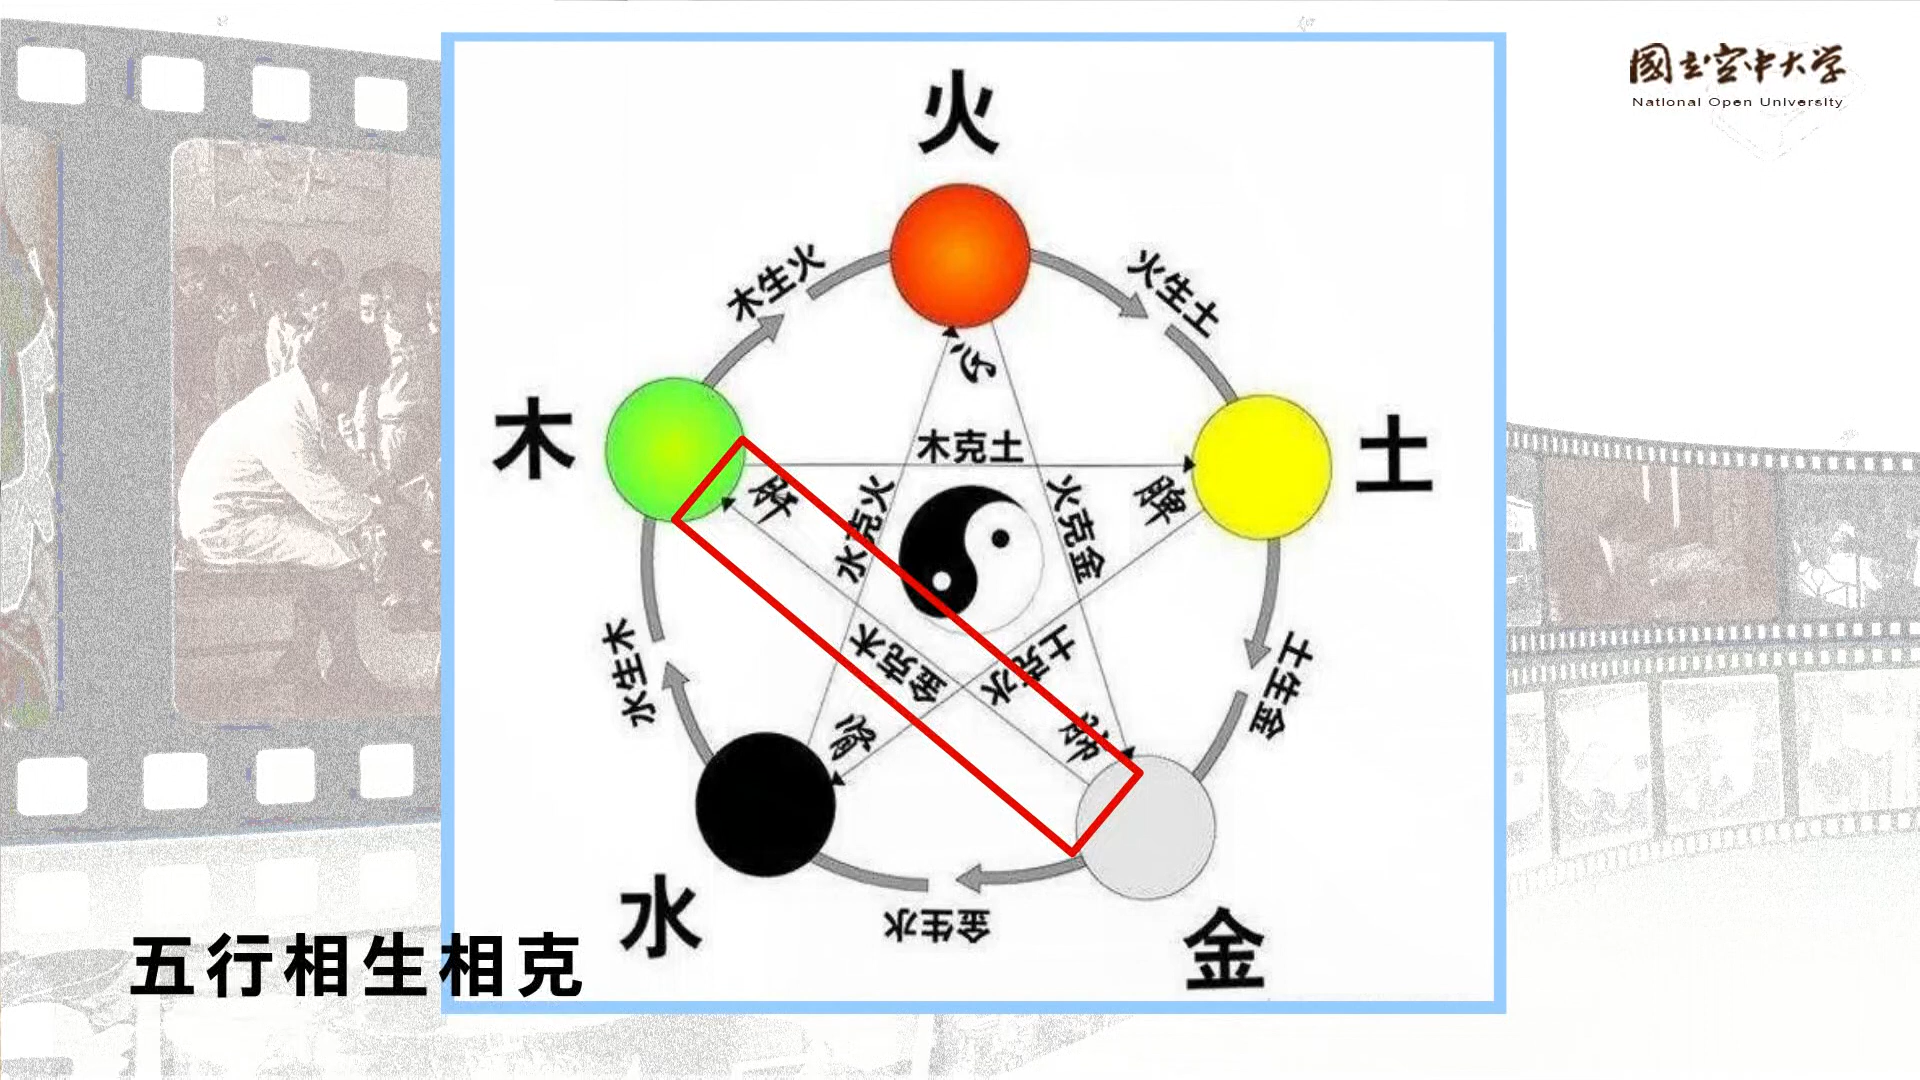 國立空中大学
National Open University
火
木生火
火生土
心
木
土
木克土
肝
脾
水克火
火克金
金克木
土克水
水生木
土生金
腎
肺
金生水
水
金
五行相生相克